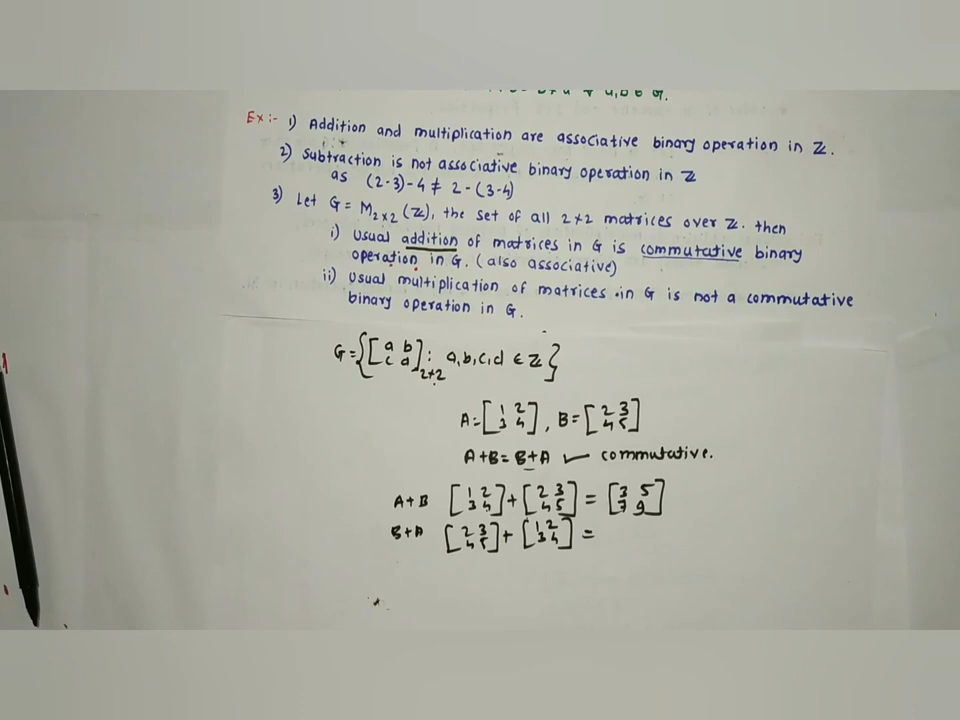 a, b ∈ G.
Ex:- 1) Addition and multiplication are associative binary operation in Z.
2) Subtraction is not associative binary operation in Z
as (2-3)-4 ≠ 2-(3-4)
3) Let G = M2×2 (Z), the set of all 2×2 matrices over Z. then
i) Usual addition of matrices in G is commutative binary
operation in G. (also associative)
ii) Usual multiplication of matrices in G is not a commutative
binary operation in G.
G = { [a b c d]2×2 : a, b, c, d ∈ Z }
A = [1 2 3 4], B = [2 3 4 5]
A+B = B+A ✓ commutative.
A+B [1 2 3 4] + [2 3 4 5] = [3 5 7 9]
B+A [2 3 4 5] + [1 2 3 4] =